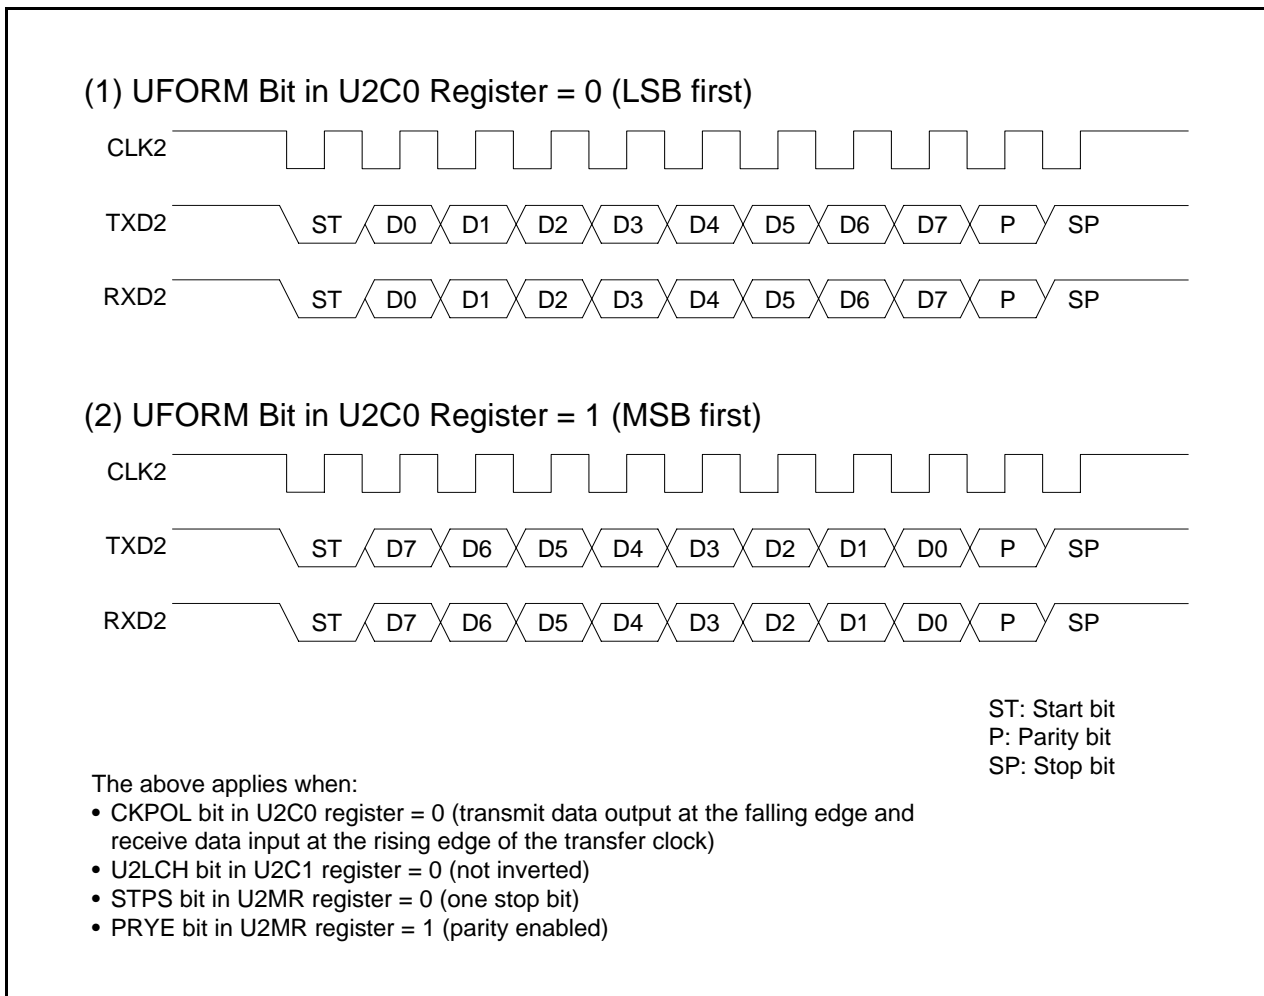 (1) UFORM Bit in U2C0 Register = 0 (LSB first)
CLK2
TXD2 ST D0 D1 D2 D3 D4 D5 D6 D7 P SP
RXD2 ST D0 D1 D2 D3 D4 D5 D6 D7 P SP
(2) UFORM Bit in U2C0 Register = 1 (MSB first)
CLK2
TXD2 ST D7 D6 D5 D4 D3 D2 D1 D0 P SP
RXD2 ST D7 D6 D5 D4 D3 D2 D1 D0 P SP
ST: Start bit
P: Parity bit
SP: Stop bit
The above applies when:
• CKPOL bit in U2C0 register = 0 (transmit data output at the falling edge and
receive data input at the rising edge of the transfer clock)
• U2LCH bit in U2C1 register = 0 (not inverted)
• STPS bit in U2MR register = 0 (one stop bit)
• PRYE bit in U2MR register = 1 (parity enabled)